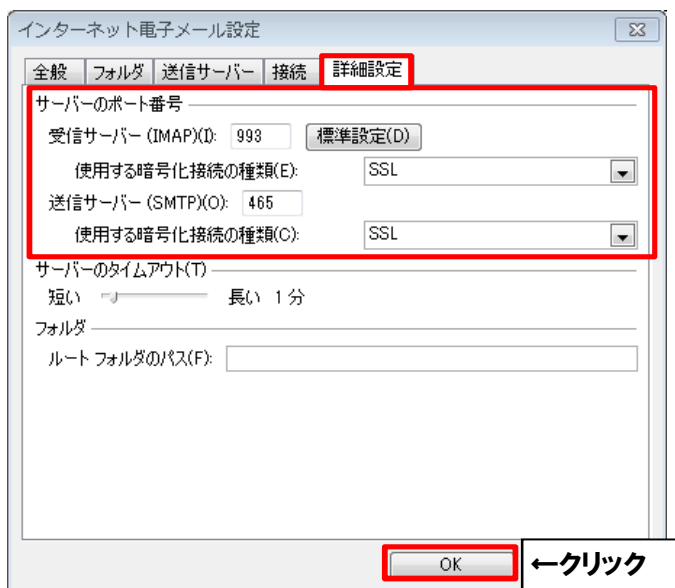 インターネット電子メール設定
全般 フォルダ 送信サーバー 接続 詳細設定
サーバーのポート番号
受信サーバー (IMAP)(I): 993 標準設定(D)
使用する暗号化接続の種類(E): SSL
送信サーバー (SMTP)(O): 465
使用する暗号化接続の種類(C): SSL
サーバーのタイムアウト(T)
短い 長い 1 分
フォルダ
ルート フォルダのパス(F):
OK ←クリック